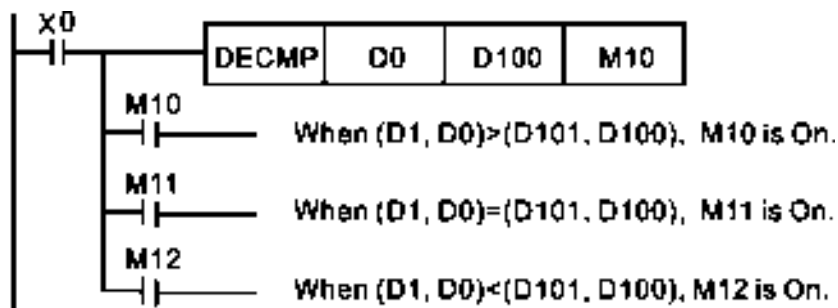 X0
DECMP D0 D100 M10
M10
When (D1, D0)>(D101, D100), M10 is On.
M11
When (D1, D0)=(D101, D100), M11 is On.
M12
When (D1, D0)<(D101, D100), M12 is On.